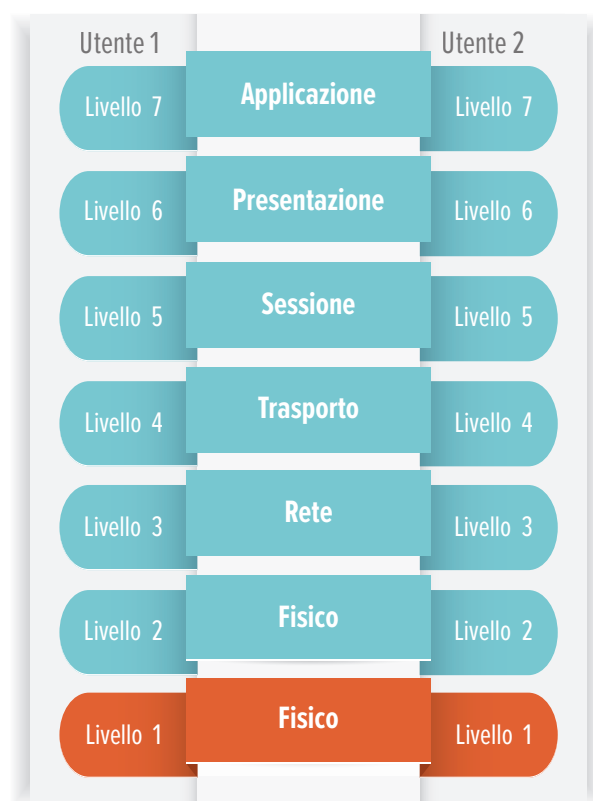 Utente 1 Utente 2
Livello 7 Applicazione Livello 7
Livello 6 Presentazione Livello 6
Livello 5 Sessione Livello 5
Livello 4 Trasporto Livello 4
Livello 3 Rete Livello 3
Livello 2 Fisico Livello 2
Livello 1 Fisico Livello 1